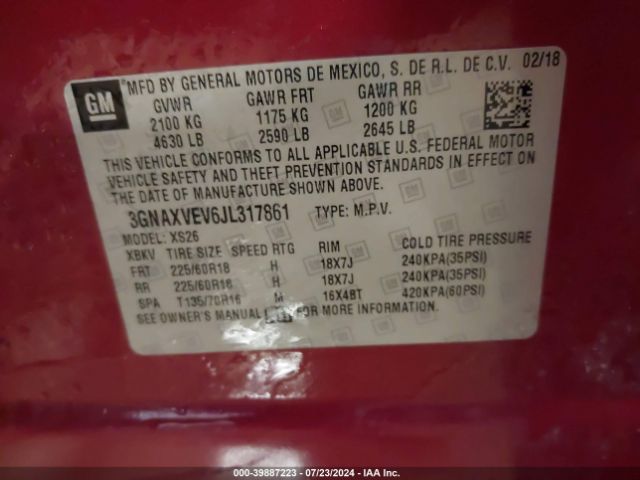 GM
MFD BY GENERAL MOTORS DE MEXICO, S. DE R.L. DE C.V. 02/18
GVWR GAWR FRT GAWR RR
2100 KG 1175 KG 1200 KG
4630 LB 2590 LB 2645 LB
THIS VEHICLE CONFORMS TO ALL APPLICABLE U.S. FEDERAL MOTOR
VEHICLE SAFETY AND THEFT PREVENTION STANDARDS IN EFFECT ON
THE DATE OF MANUFACTURE SHOWN ABOVE.
3GNAXVEV6JL317861 TYPE: M.P.V.
MODEL: XS26
XBKV TIRE SIZE SPEED RTG RIM COLD TIRE PRESSURE
FRT 225/60R18 H 18X7J 240KPA(35PSI)
RR 225/60R18 H 18X7J 240KPA(35PSI)
SPA T135/70R16 M 16X4BT 420KPA(60PSI)
SEE OWNER'S MANUAL FOR MORE INFORMATION.
000-39887223 / 07/23/2024 - IAA Inc.